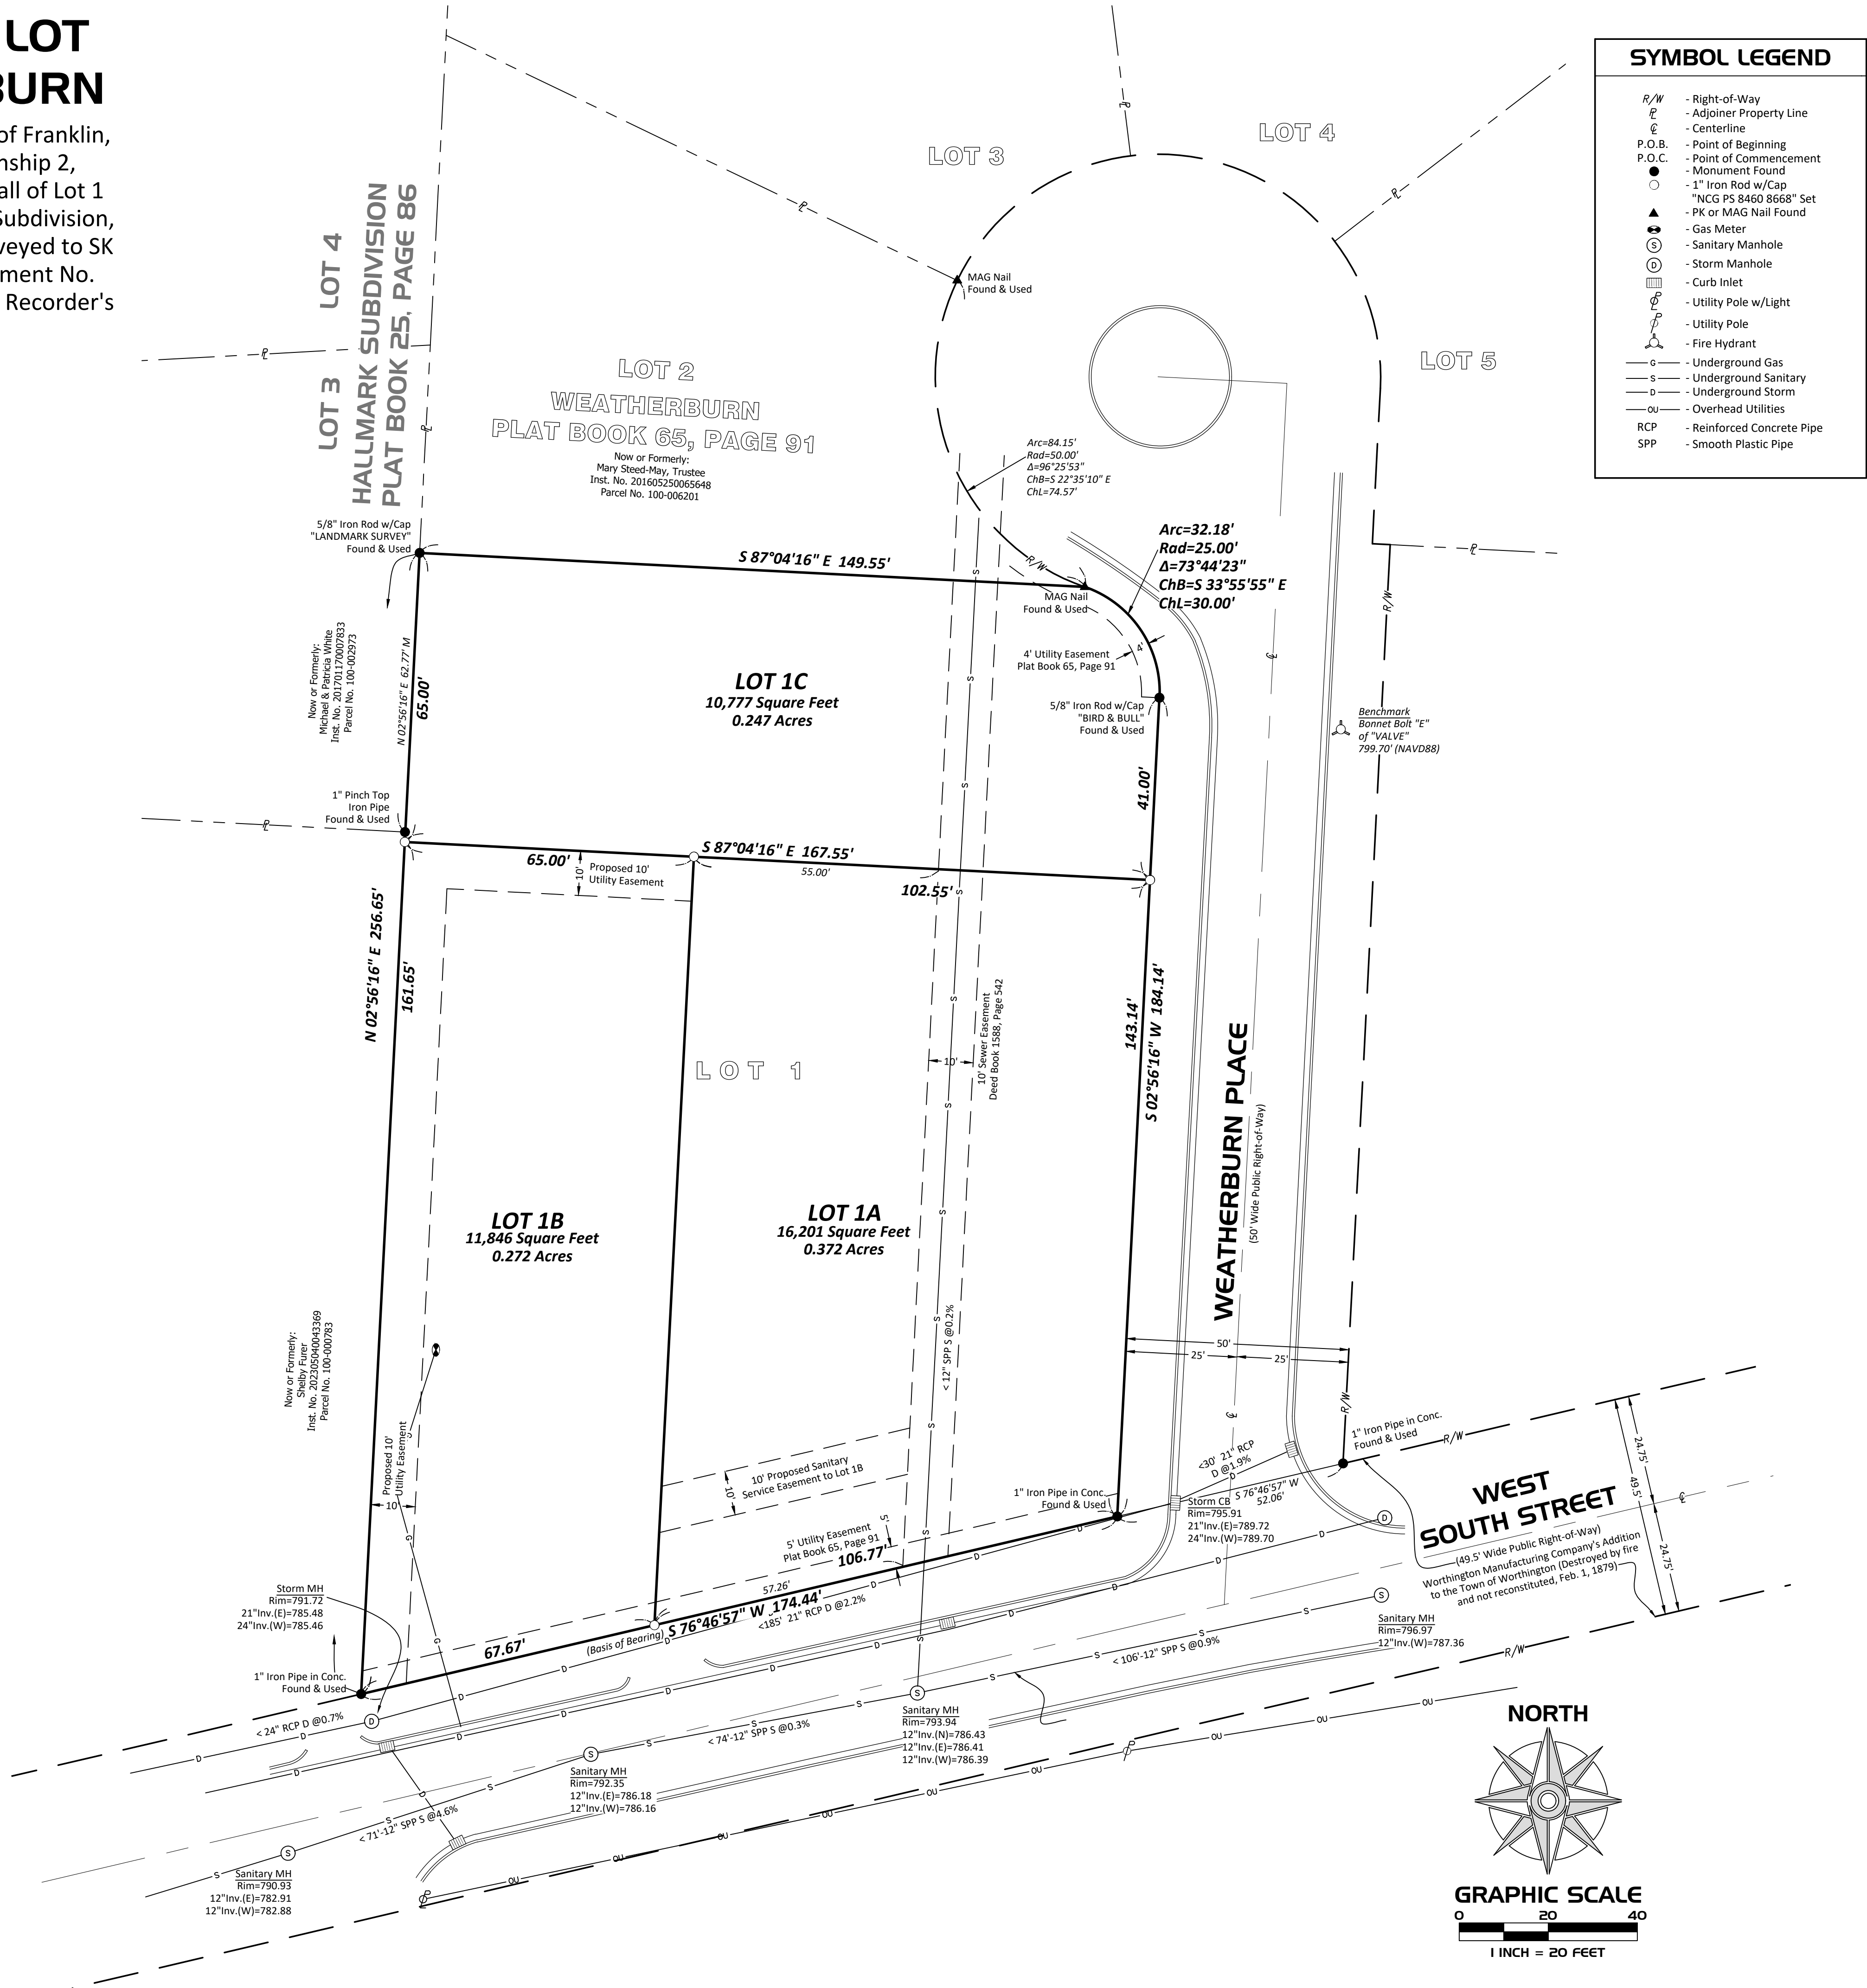 LOT
BURN
of Franklin,
nship 2,
all of Lot 1
Subdivision,
veyed to SK
ment No.
Recorder's
SYMBOL LEGEND
R/W - Right-of-Way
PL - Adjoiner Property Line
CL - Centerline
P.O.B. - Point of Beginning
P.O.C. - Point of Commencement
- Monument Found
- 1" Iron Rod w/Cap
"NCG PS 8460 8668" Set
- PK or MAG Nail Found
- Gas Meter
S - Sanitary Manhole
D - Storm Manhole
- Curb Inlet
- Utility Pole w/Light
- Utility Pole
- Fire Hydrant
G - Underground Gas
S - Underground Sanitary
D - Underground Storm
OU - Overhead Utilities
RCP - Reinforced Concrete Pipe
SPP - Smooth Plastic Pipe
LOT 3
LOT 4
LOT 5
LOT 4
LOT 3
HALLMARK SUBDIVISION
PLAT BOOK 25, PAGE 86
LOT 2
WEATHERBURN
PLAT BOOK 65, PAGE 91
Now or Formerly:
Mary Steed-May, Trustee
Inst. No. 201605250065648
Parcel No. 100-006201
MAG Nail
Found & Used
Arc=84.15'
Rad=50.00'
Δ=96°25'53"
ChB=S 22°35'10" E
ChL=74.57'
5/8" Iron Rod w/Cap
"LANDMARK SURVEY"
Found & Used
S 87°04'16" E 149.55'
R/W
Arc=32.18'
Rad=25.00'
Δ=73°44'23"
ChB=S 33°55'55" E
ChL=30.00'
MAG Nail
Found & Used
4'
4' Utility Easement
Plat Book 65, Page 91
R/W
Now or Formerly:
Michael & Patricia White
Inst. No. 201701170007833
Parcel No. 100-002973
N 02°56'16" E 62.77' M
65.00'
LOT 1C
10,777 Square Feet
0.247 Acres
5/8" Iron Rod w/Cap
"BIRD & BULL"
Found & Used
Benchmark
Bonnet Bolt "E"
of "VALVE"
799.70' (NAVD88)
41.00'
1" Pinch Top
Iron Pipe
Found & Used
S 87°04'16" E 167.55'
65.00'
55.00'
102.55'
10'
Proposed 10'
Utility Easement
N 02°56'16" E 256.65'
161.65'
LOT 1
10'
10' Sewer Easement
Deed Book 1588, Page 542
143.14'
S 02°56'16" W 184.14'
WEATHERBURN PLACE
(50' Wide Public Right-of-Way)
LOT 1B
11,846 Square Feet
0.272 Acres
LOT 1A
16,201 Square Feet
0.372 Acres
< 12" SPP S @0.2%
Now or Formerly:
Shelby Furer
Inst. No. 202305040043369
Parcel No. 100-000783
50'
25'
25'
Proposed 10'
Utility Easement
10'
10'
10' Proposed Sanitary
Service Easement to Lot 1B
R/W
1" Iron Pipe in Conc.
Found & Used
R/W
<30' 21" RCP
D @1.9%
S 76°46'57" W
52.06'
1" Iron Pipe in Conc.
Found & Used
Storm CB
Rim=795.91
21"Inv.(E)=789.72
24"Inv.(W)=789.70
5'
5' Utility Easement
Plat Book 65, Page 91
106.77'
57.26'
S 76°46'57" W 174.44'
(Basis of Bearing)
<185' 21" RCP D @2.2%
67.67'
WEST
SOUTH STREET
(49.5' Wide Public Right-of-Way)
Worthington Manufacturing Company's Addition
to the Town of Worthington (Destroyed by fire
and not reconstituted, Feb. 1, 1879)
24.75'
49.5'
24.75'
Storm MH
Rim=791.72
21"Inv.(E)=785.48
24"Inv.(W)=785.46
1" Iron Pipe in Conc.
Found & Used
< 24" RCP D @0.7%
Sanitary MH
Rim=796.97
12"Inv.(W)=787.36
< 106'-12" SPP S @0.9%
R/W
Sanitary MH
Rim=793.94
12"Inv.(N)=786.43
12"Inv.(E)=786.41
12"Inv.(W)=786.39
< 74'-12" SPP S @0.3%
Sanitary MH
Rim=792.35
12"Inv.(E)=786.18
12"Inv.(W)=786.16
< 71'-12" SPP S @4.6%
Sanitary MH
Rim=790.93
12"Inv.(E)=782.91
12"Inv.(W)=782.88
NORTH
GRAPHIC SCALE
0 20 40
1 INCH = 20 FEET